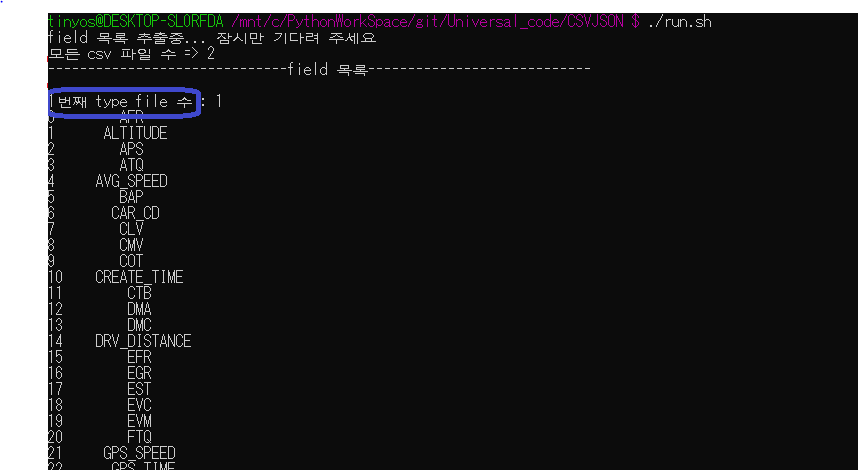 tinyos@DESKTOP-SL0RFDA /mnt/c/PythonWorkSpace/git/Universal_code/CSVJSON $ ./run.sh
field 목록 추출중... 잠시만 기다려 주세요
모든 csv 파일 수 => 2
------------------------------field 목록----------------------------
1번째 type file 수 : 1
0 AFR
1 ALTITUDE
2 APS
3 ATQ
4 AVG_SPEED
5 BAP
6 CAR_CD
7 CLV
8 CMV
9 COT
10 CREATE_TIME
11 CTB
12 DMA
13 DMC
14 DRV_DISTANCE
15 EFR
16 EGR
17 EST
18 EVC
19 EVM
20 FTQ
21 GPS_SPEED
22 GPS_TIME